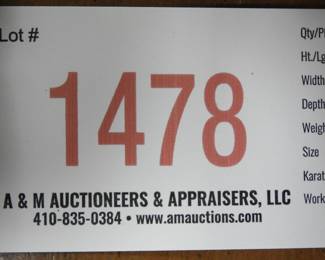 Lot #
1478
A & M AUCTIONEERS & APPRAISERS, LLC
410-835-0384 • www.amauctions.com
Qty/
Ht./
Width
Depth
Weigh
Size
Karat
Work